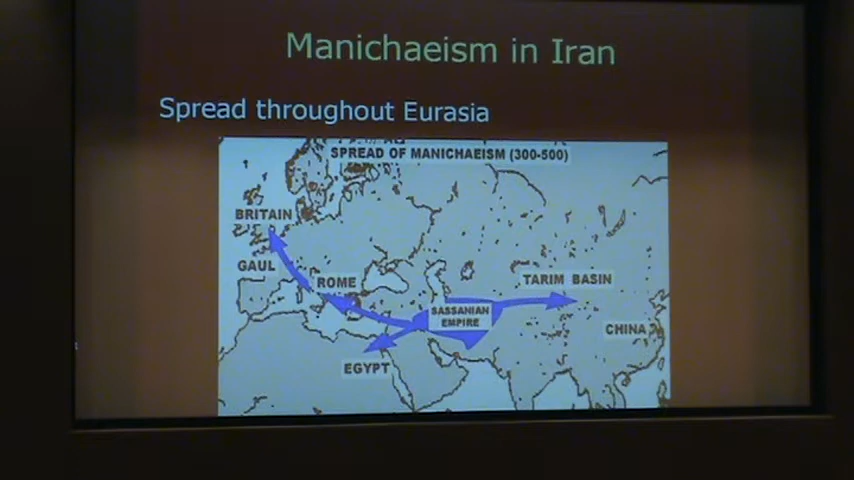 Manichaeism in Iran
Spread throughout Eurasia
SPREAD OF MANICHAEISM (300-500)
BRITAIN
GAUL
ROME
TARIM BASIN
SASSANIAN
EMPIRE
CHINA
EGYPT